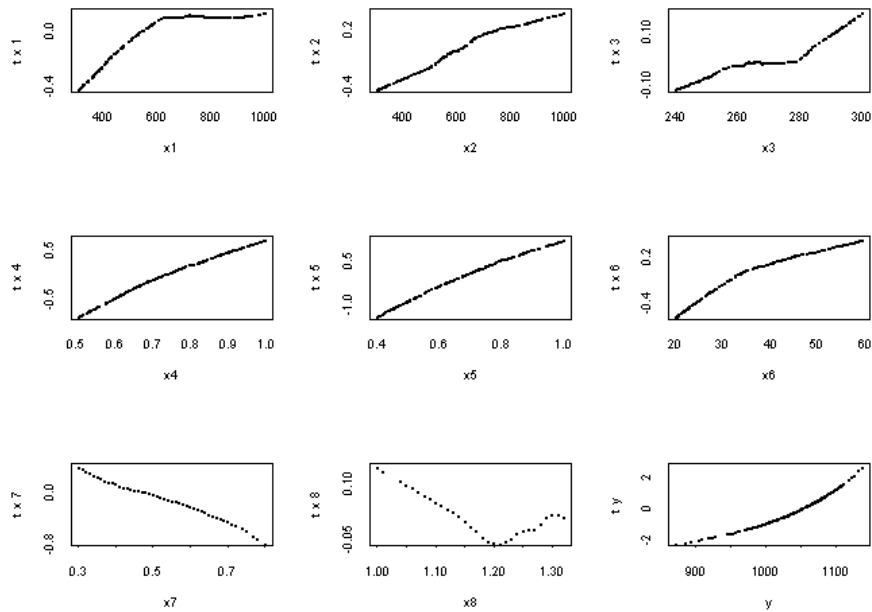 t x 1
0.0
-0.4
400 600 800 1000
x1
t x 2
0.2
-0.4
400 600 800 1000
x2
t x 3
0.10
-0.10
240 260 280 300
x3
t x 4
0.5
-0.5
0.5 0.6 0.7 0.8 0.9 1.0
x4
t x 5
0.5
-1.0
0.4 0.6 0.8 1.0
x5
t x 6
0.2
-0.4
20 30 40 50 60
x6
t x 7
0.0
-0.8
0.3 0.5 0.7
x7
t x 8
0.10
-0.05
1.00 1.10 1.20 1.30
x8
t y
2
0
-2
900 1000 1100
y